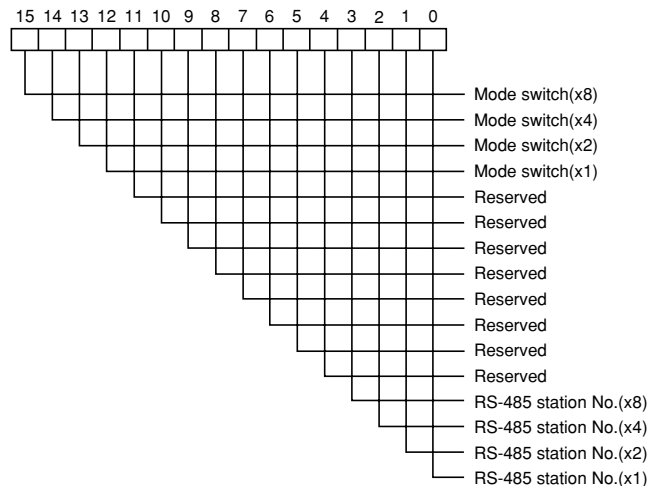 15 14 13 12 11 10 9 8 7 6 5 4 3 2 1 0
Mode switch(x8)
Mode switch(x4)
Mode switch(x2)
Mode switch(x1)
Reserved
Reserved
Reserved
Reserved
Reserved
Reserved
Reserved
Reserved
RS-485 station No.(x8)
RS-485 station No.(x4)
RS-485 station No.(x2)
RS-485 station No.(x1)